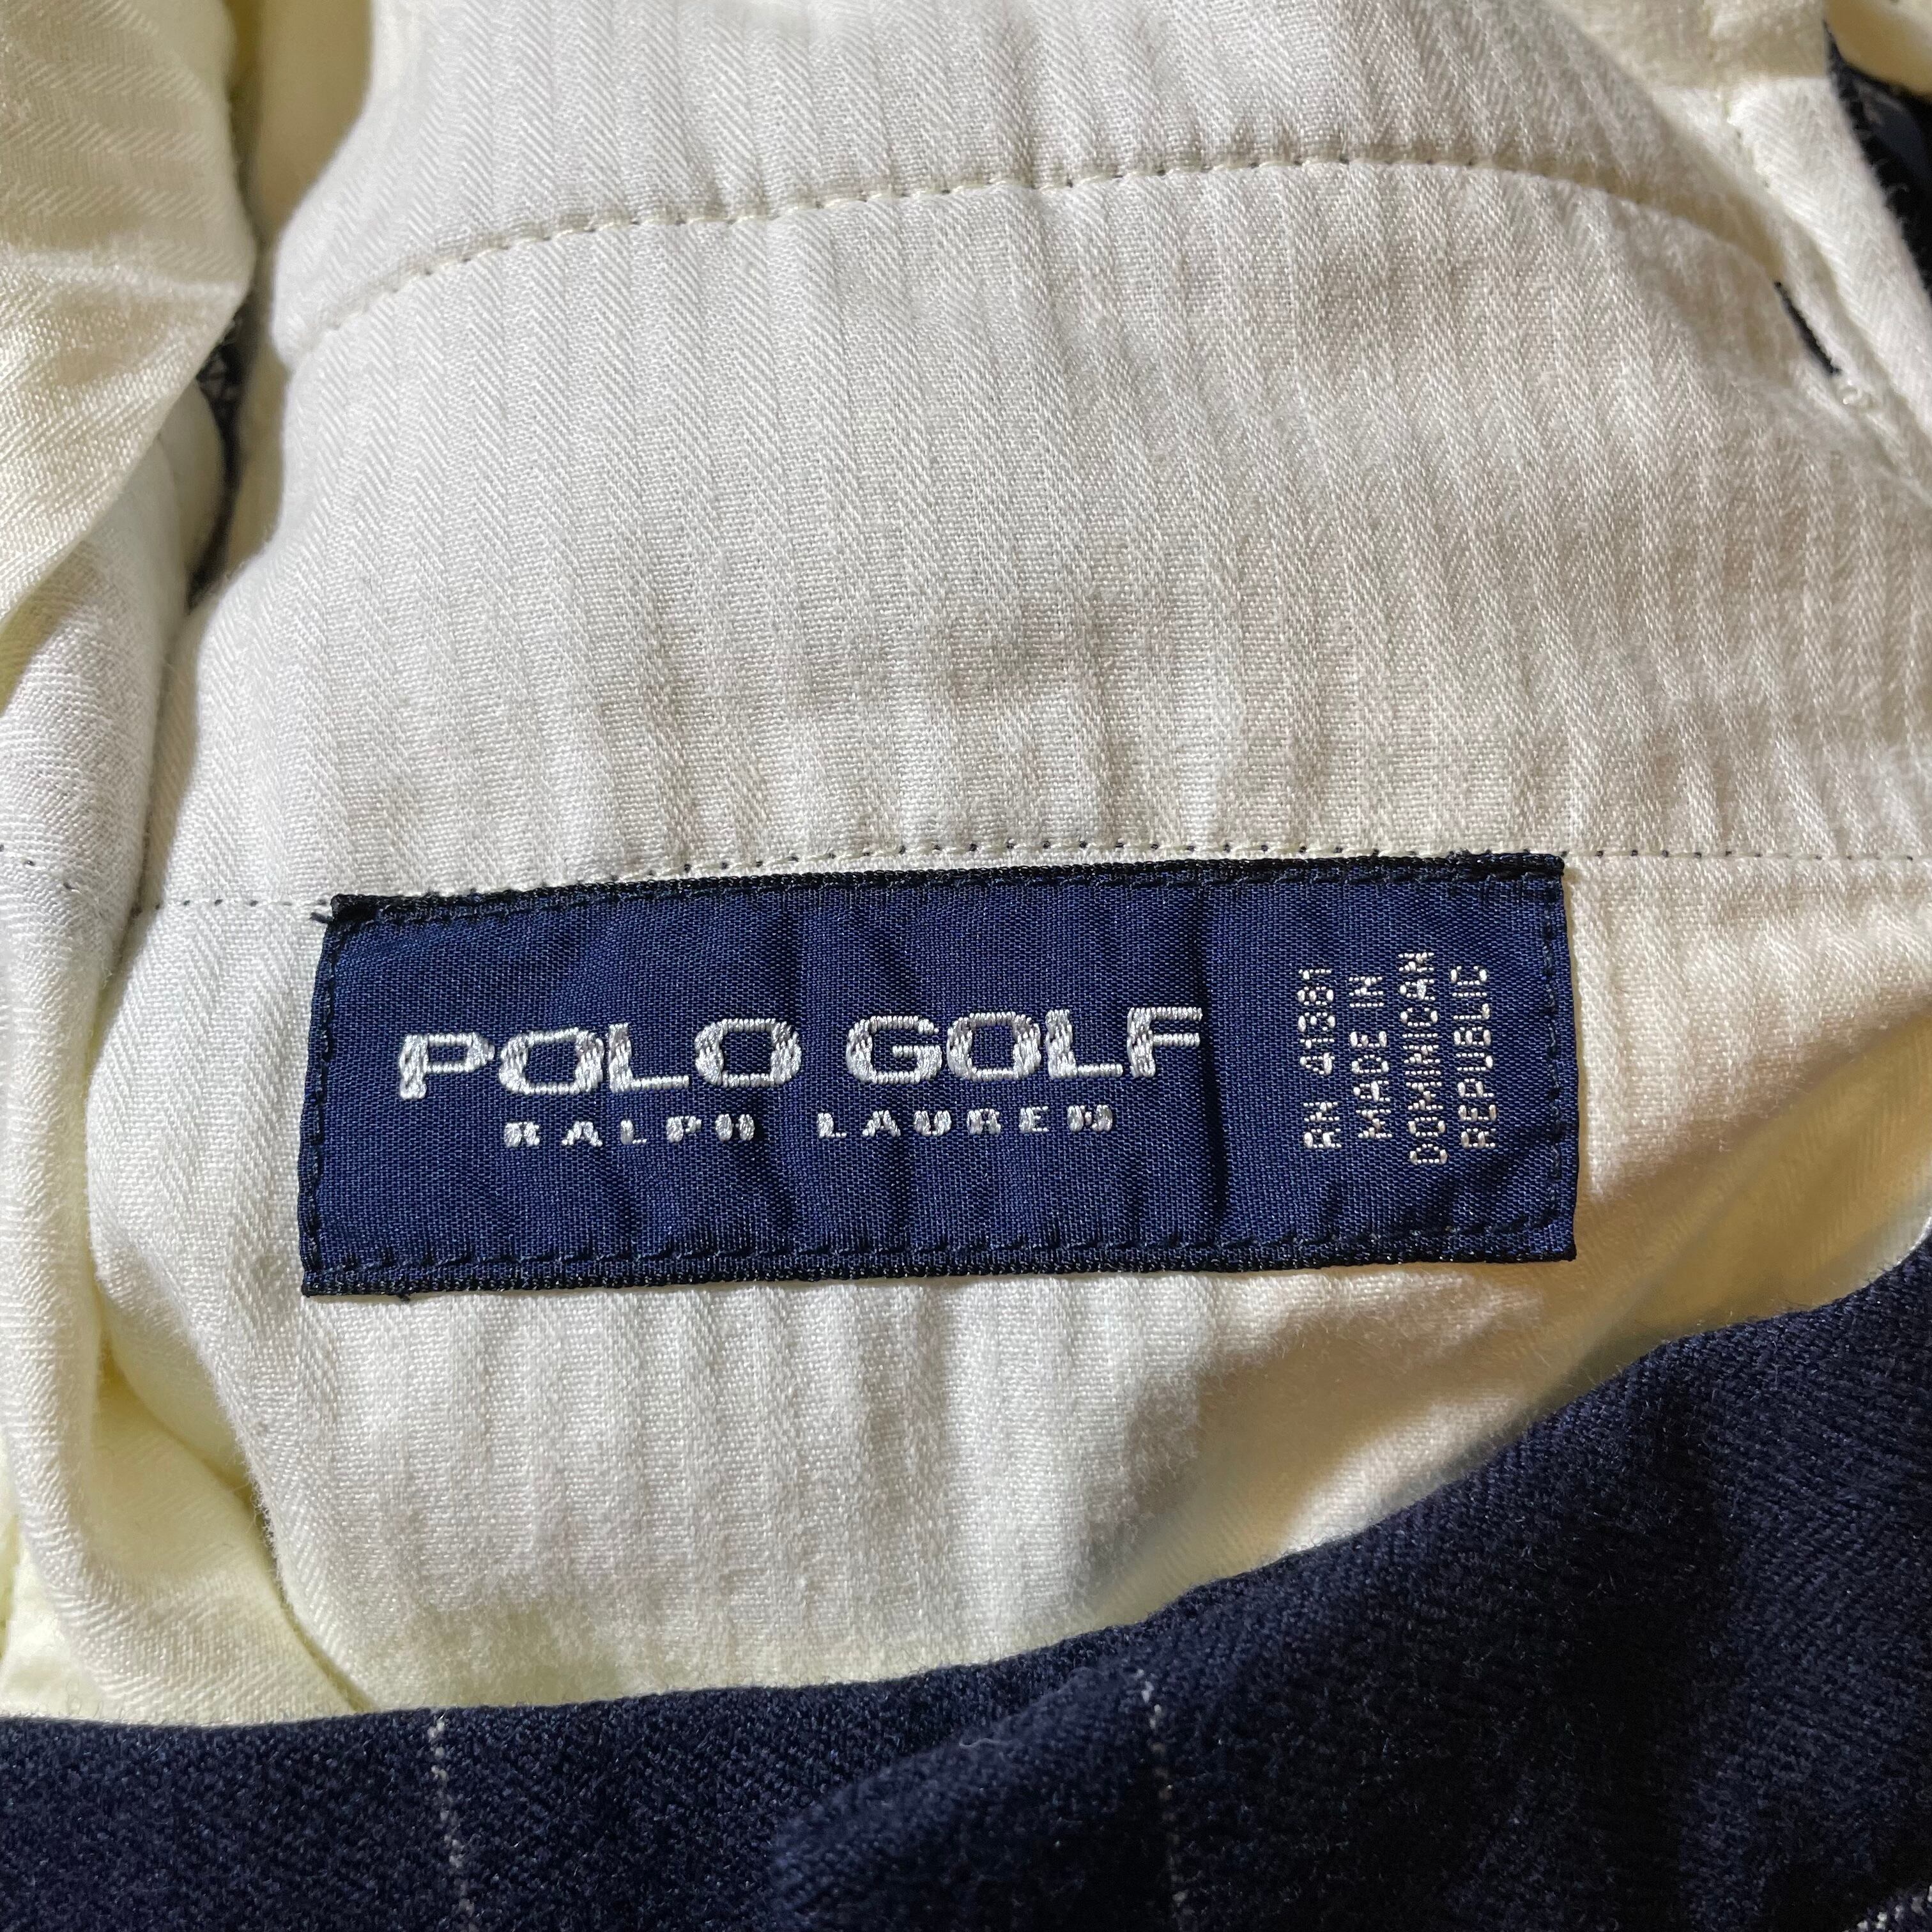 POLO GOLF
RALPH LAUREN
RN 41381
MADE IN
DOMINICAN
REPUBLIC